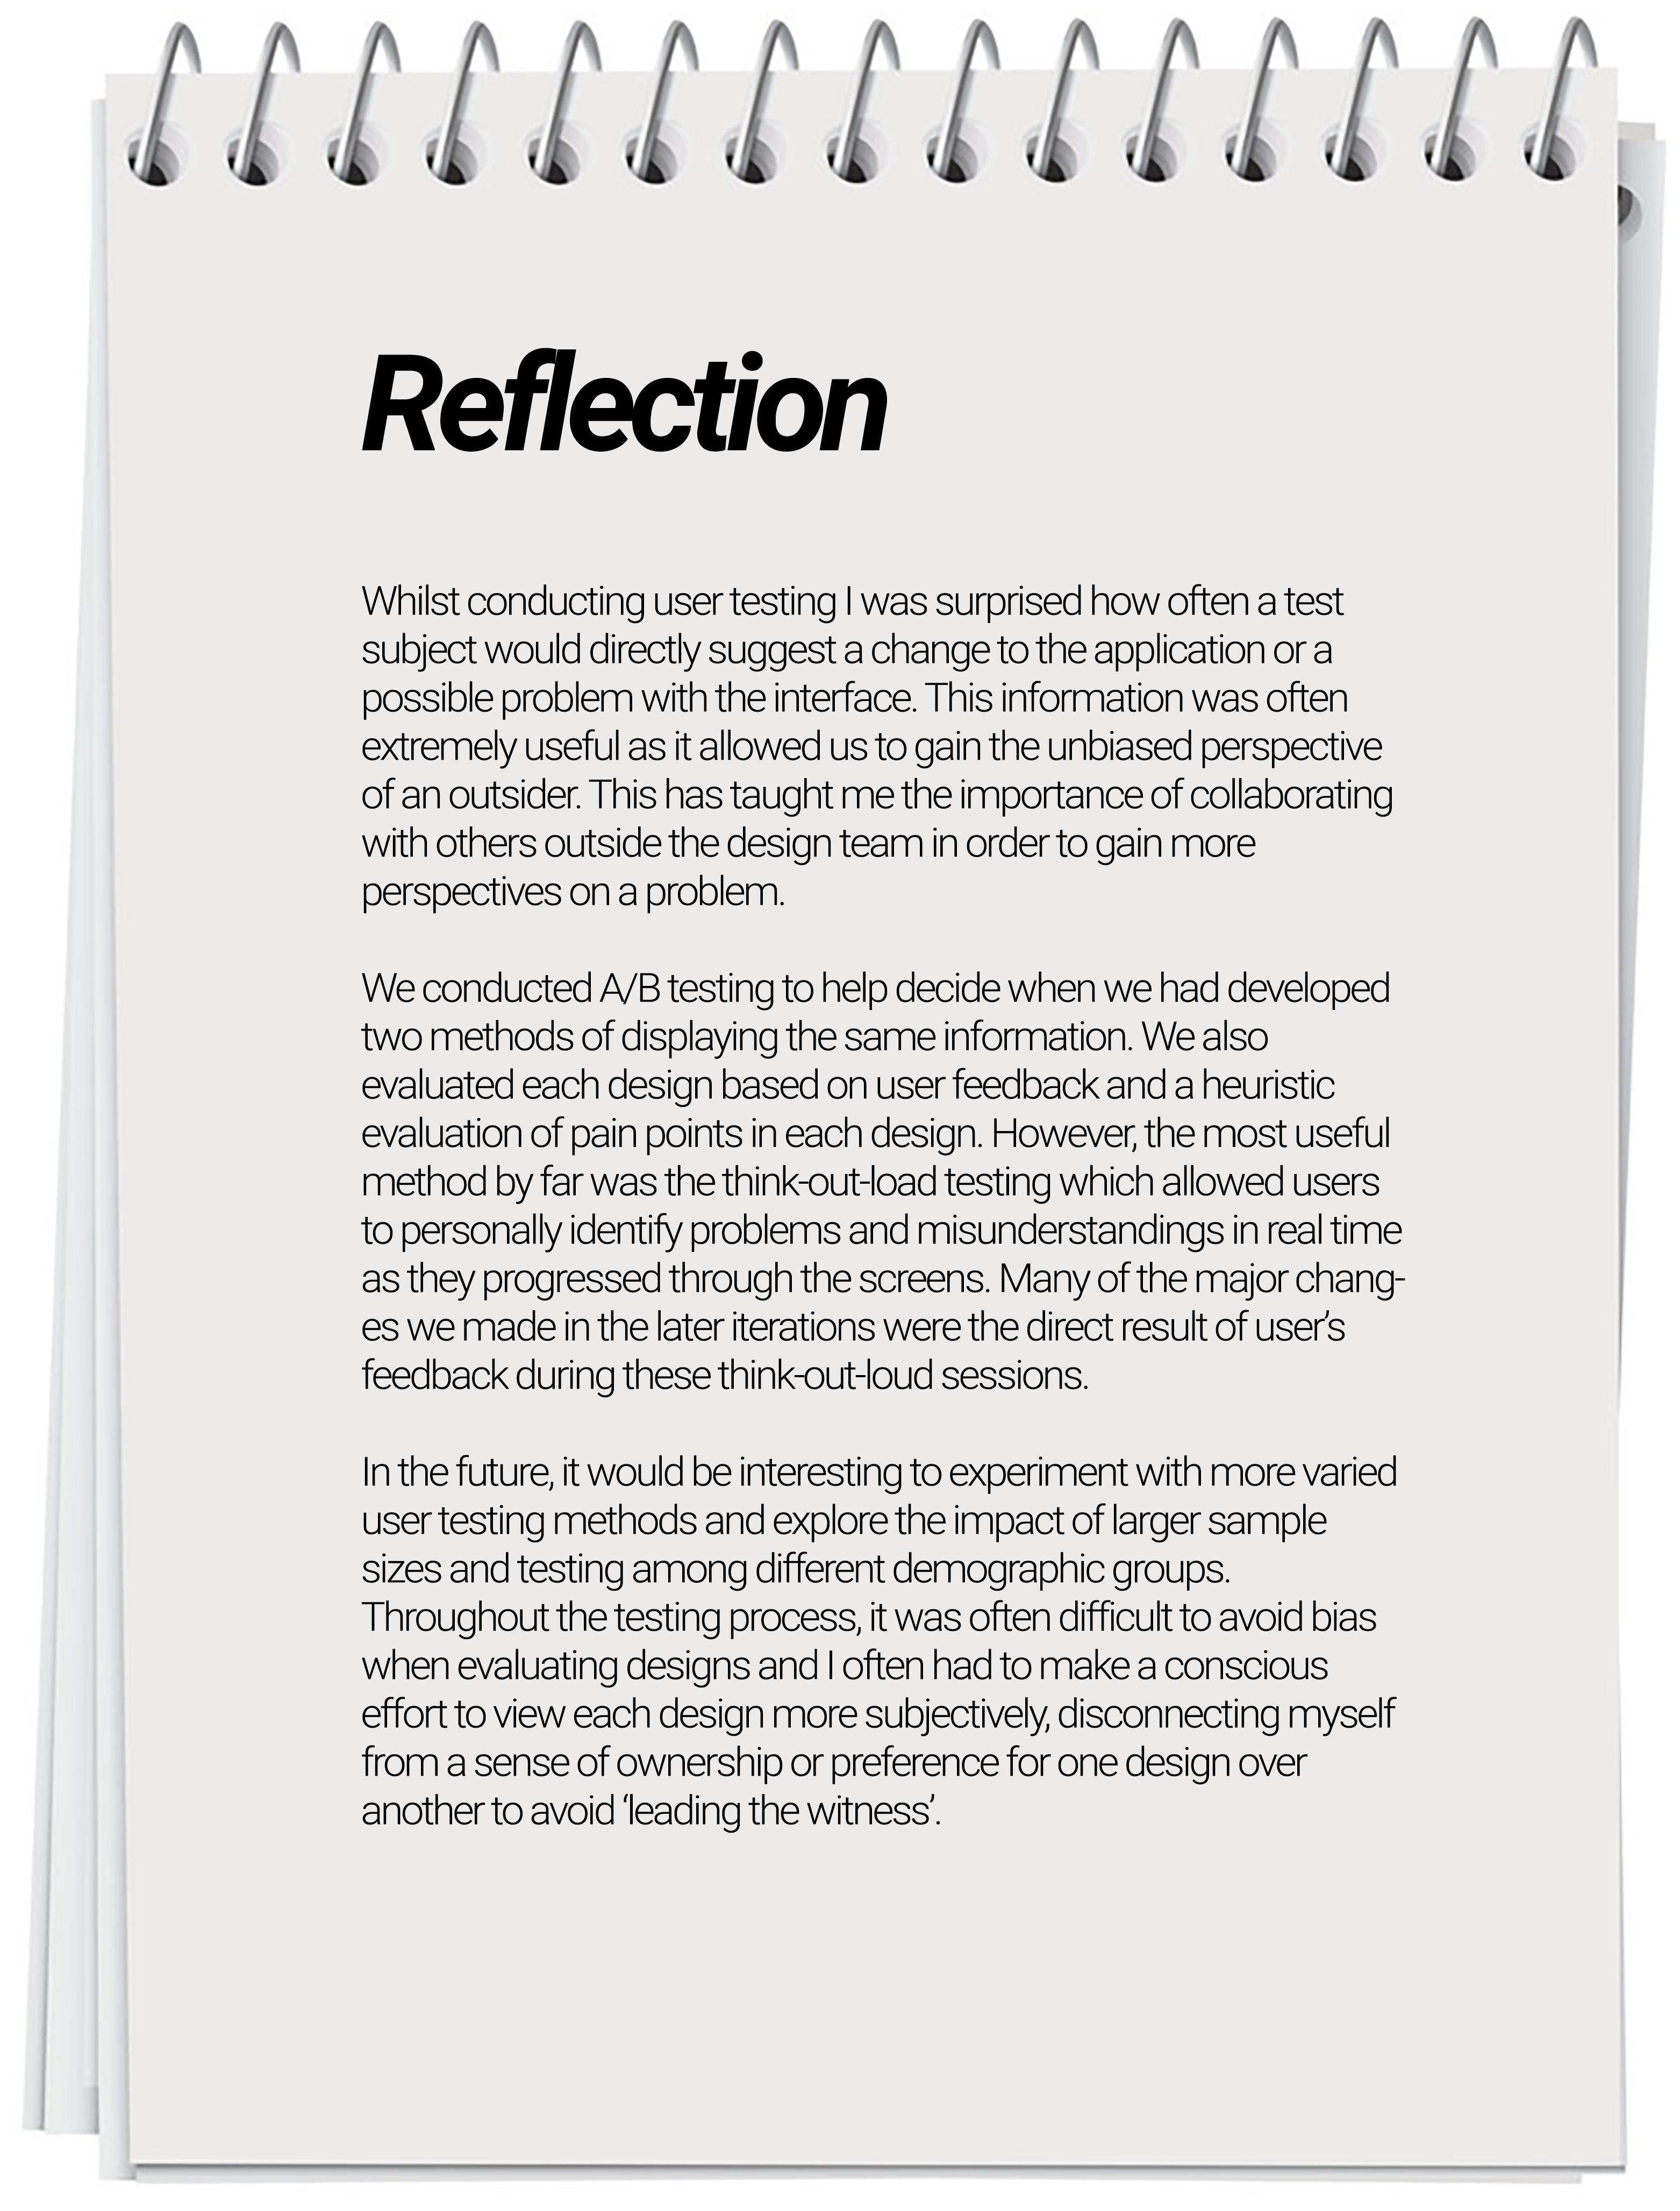 Reflection
Whilst conducting user testing I was surprised how often a test
subject would directly suggest a change to the application or a
possible problem with the interface. This information was often
extremely useful as it allowed us to gain the unbiased perspective
of an outsider. This has taught me the importance of collaborating
with others outside the design team in order to gain more
perspectives on a problem.
We conducted A/B testing to help decide when we had developed
two methods of displaying the same information. We also
evaluated each design based on user feedback and a heuristic
evaluation of pain points in each design. However, the most useful
method by far was the think-out-load testing which allowed users
to personally identify problems and misunderstandings in real time
as they progressed through the screens. Many of the major chang-
es we made in the later iterations were the direct result of user’s
feedback during these think-out-loud sessions.
In the future, it would be interesting to experiment with more varied
user testing methods and explore the impact of larger sample
sizes and testing among different demographic groups.
Throughout the testing process, it was often difficult to avoid bias
when evaluating designs and I often had to make a conscious
effort to view each design more subjectively, disconnecting myself
from a sense of ownership or preference for one design over
another to avoid ‘leading the witness’.